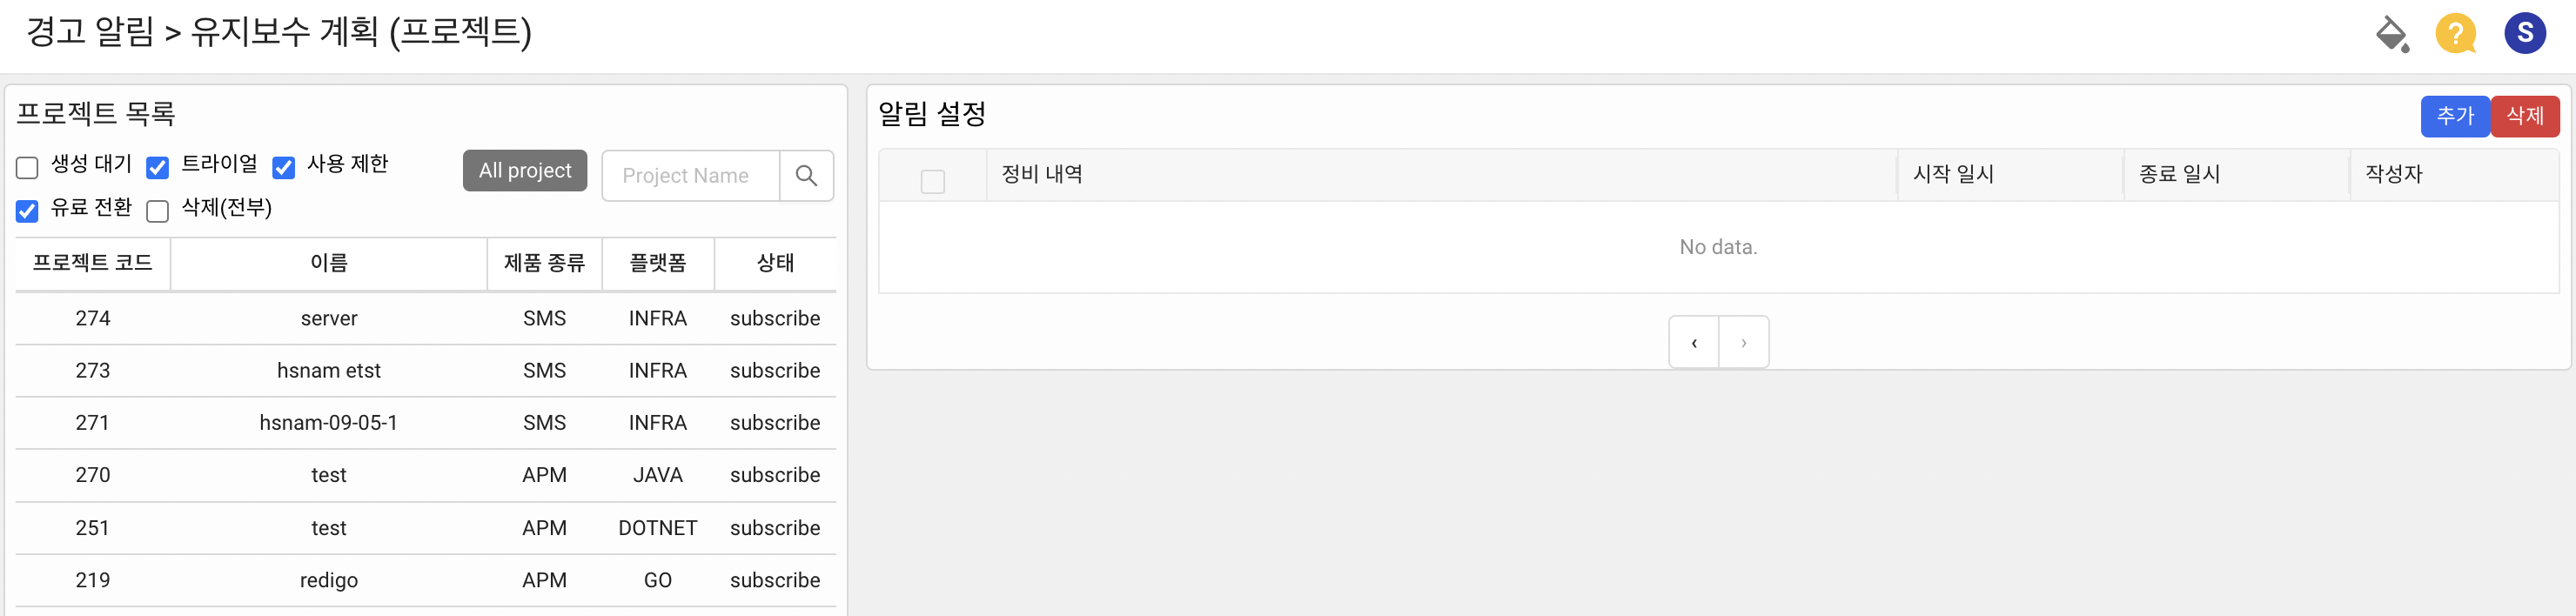 경고 알림 > 유지보수 계획 (프로젝트)
?
S
프로젝트 목록
생성 대기 트라이얼 사용 제한
유료 전환 삭제(전부)
All project
Project Name
프로젝트 코드 이름 제품 종류 플랫폼 상태
274 server SMS INFRA subscribe
273 hsnam etst SMS INFRA subscribe
271 hsnam-09-05-1 SMS INFRA subscribe
270 test APM JAVA subscribe
251 test APM DOTNET subscribe
219 redigo APM GO subscribe
알림 설정
추가 삭제
정비 내역 시작 일시 종료 일시 작성자
No data.
‹ ›